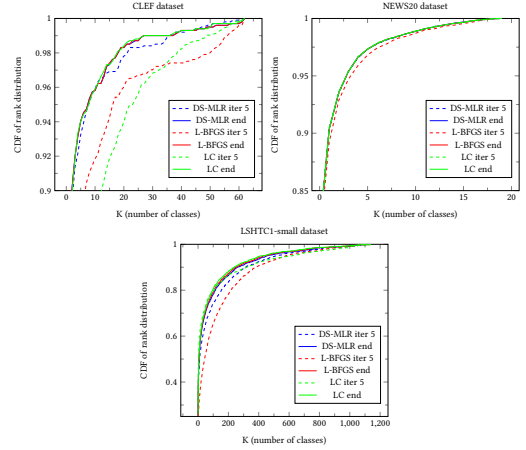 CLEF dataset
1
0.98
0.96
0.94
0.92
0.9
CDF of rank distribution
DS-MLR iter 5
DS-MLR end
L-BFGS iter 5
L-BFGS end
LC iter 5
LC end
0 10 20 30 40 50 60
K (number of classes)
NEWS20 dataset
1
0.95
0.9
0.85
CDF of rank distribution
DS-MLR iter 5
DS-MLR end
L-BFGS iter 5
L-BFGS end
LC iter 5
LC end
0 5 10 15 20
K (number of classes)
LSHTC1-small dataset
1
0.8
0.6
0.4
CDF of rank distribution
DS-MLR iter 5
DS-MLR end
L-BFGS iter 5
L-BFGS end
LC iter 5
LC end
0 200 400 600 800 1,000 1,200
K (number of classes)